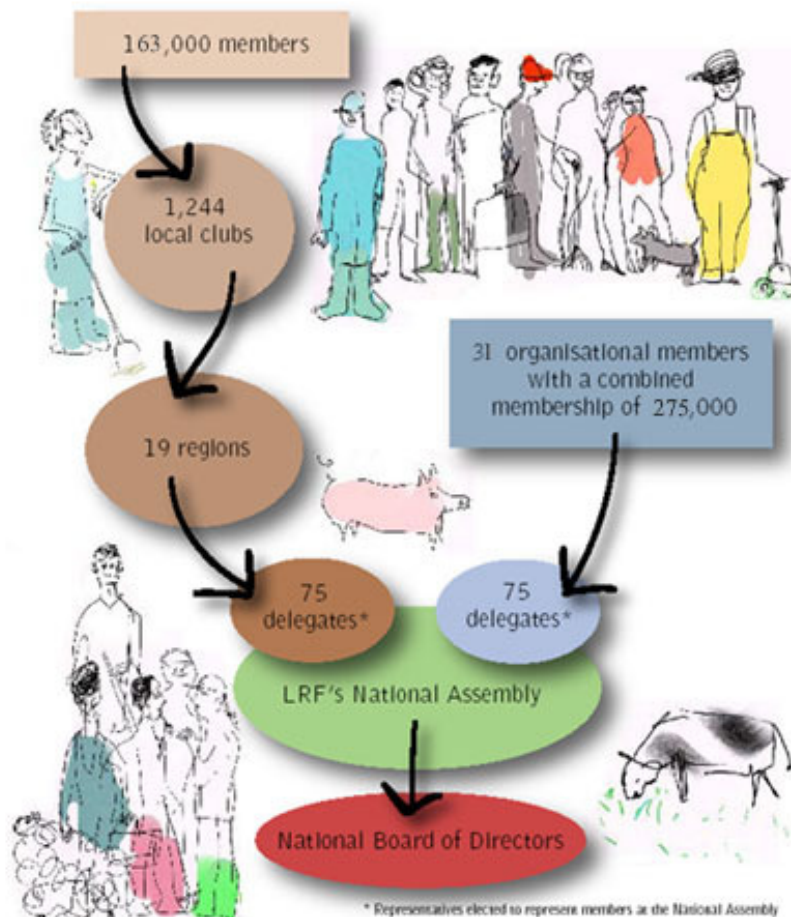 163,000 members
1,244
local clubs
31 organisational members
with a combined
membership of 275,000
19 regions
75
delegates*
75
delegates*
LRF's National Assembly
National Board of Directors
* Representatives elected to represent members at the National Assembly